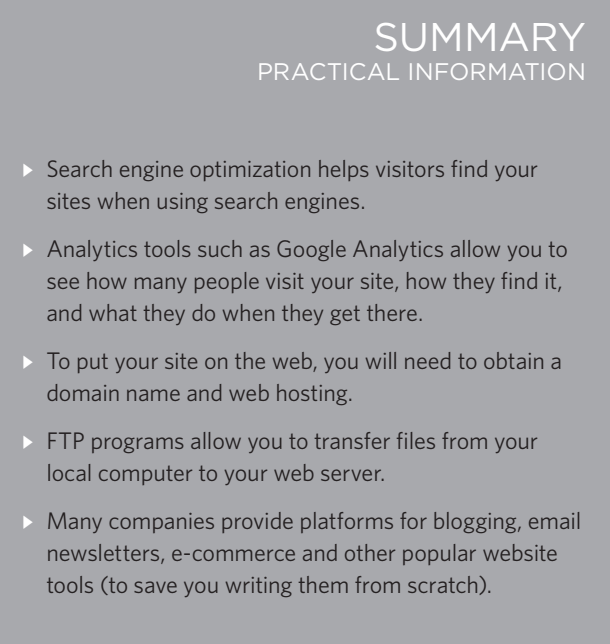 SUMMARY
PRACTICAL INFORMATION
Search engine optimization helps visitors find your
sites when using search engines.
Analytics tools such as Google Analytics allow you to
see how many people visit your site, how they find it,
and what they do when they get there.
To put your site on the web, you will need to obtain a
domain name and web hosting.
FTP programs allow you to transfer files from your
local computer to your web server.
Many companies provide platforms for blogging, email
newsletters, e-commerce and other popular website
tools (to save you writing them from scratch).